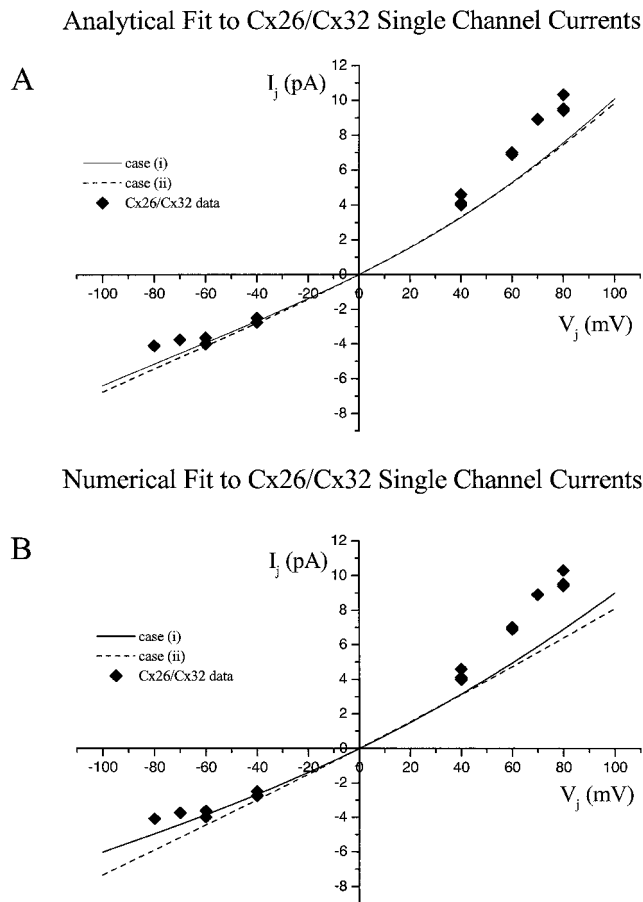 Analytical Fit to Cx26/Cx32 Single Channel Currents
A
I_j (pA)
12
10
8
6
4
2
0
-2
-4
-6
-8
case (i)
case (ii)
Cx26/Cx32 data
-100 -80 -60 -40 -20 0 20 40 60 80 100
V_j (mV)
Numerical Fit to Cx26/Cx32 Single Channel Currents
B
I_j (pA)
12
10
8
6
4
2
0
-2
-4
-6
-8
case (i)
case (ii)
Cx26/Cx32 data
-100 -80 -60 -40 -20 0 20 40 60 80 100
V_j (mV)